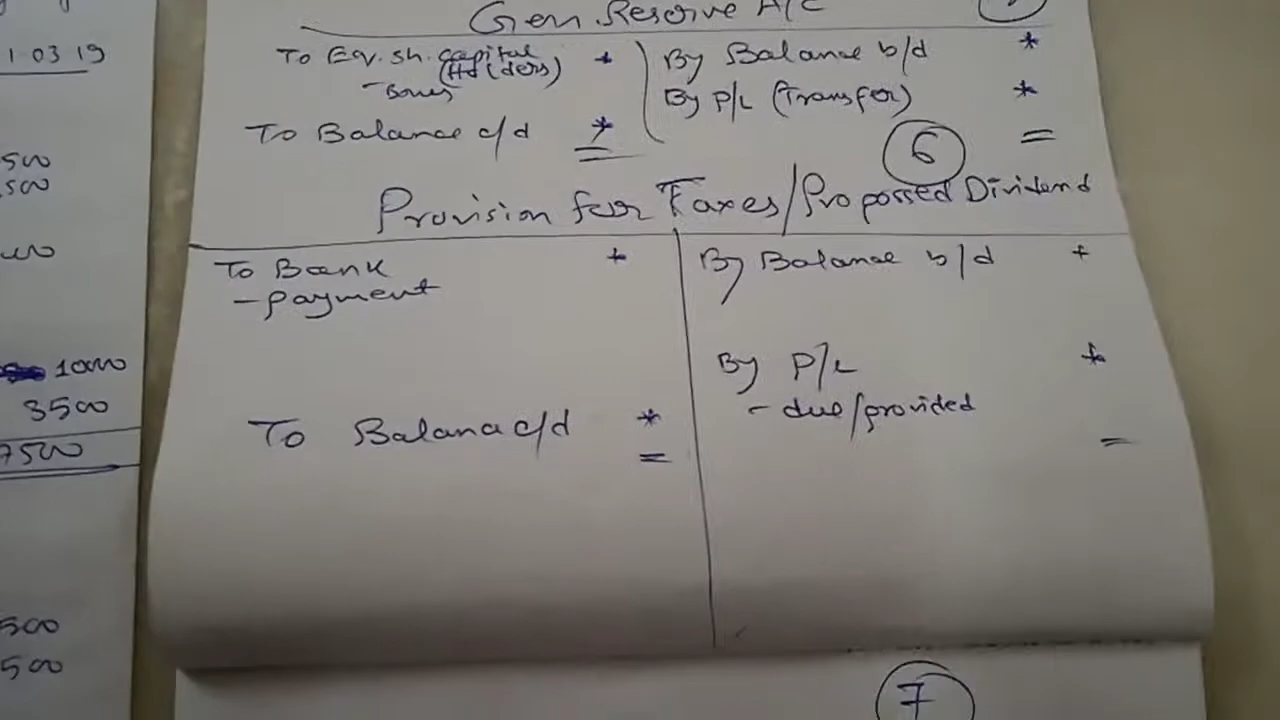 1.03 19
500
500
1000
3500
7500
500
500
Gen. Reserve A/c
To Eq. sh. capital * By Balance b/d *
(Holders)
- Bonus By P/L (Transfer) *
To Balance c/d * =
=
6
Provision for Taxes/Propossed Dividend
To Bank * By Balance b/d *
- Payment
By P/L *
- due/provided
To Balance c/d *
= =
7